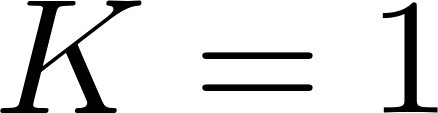 K = 1